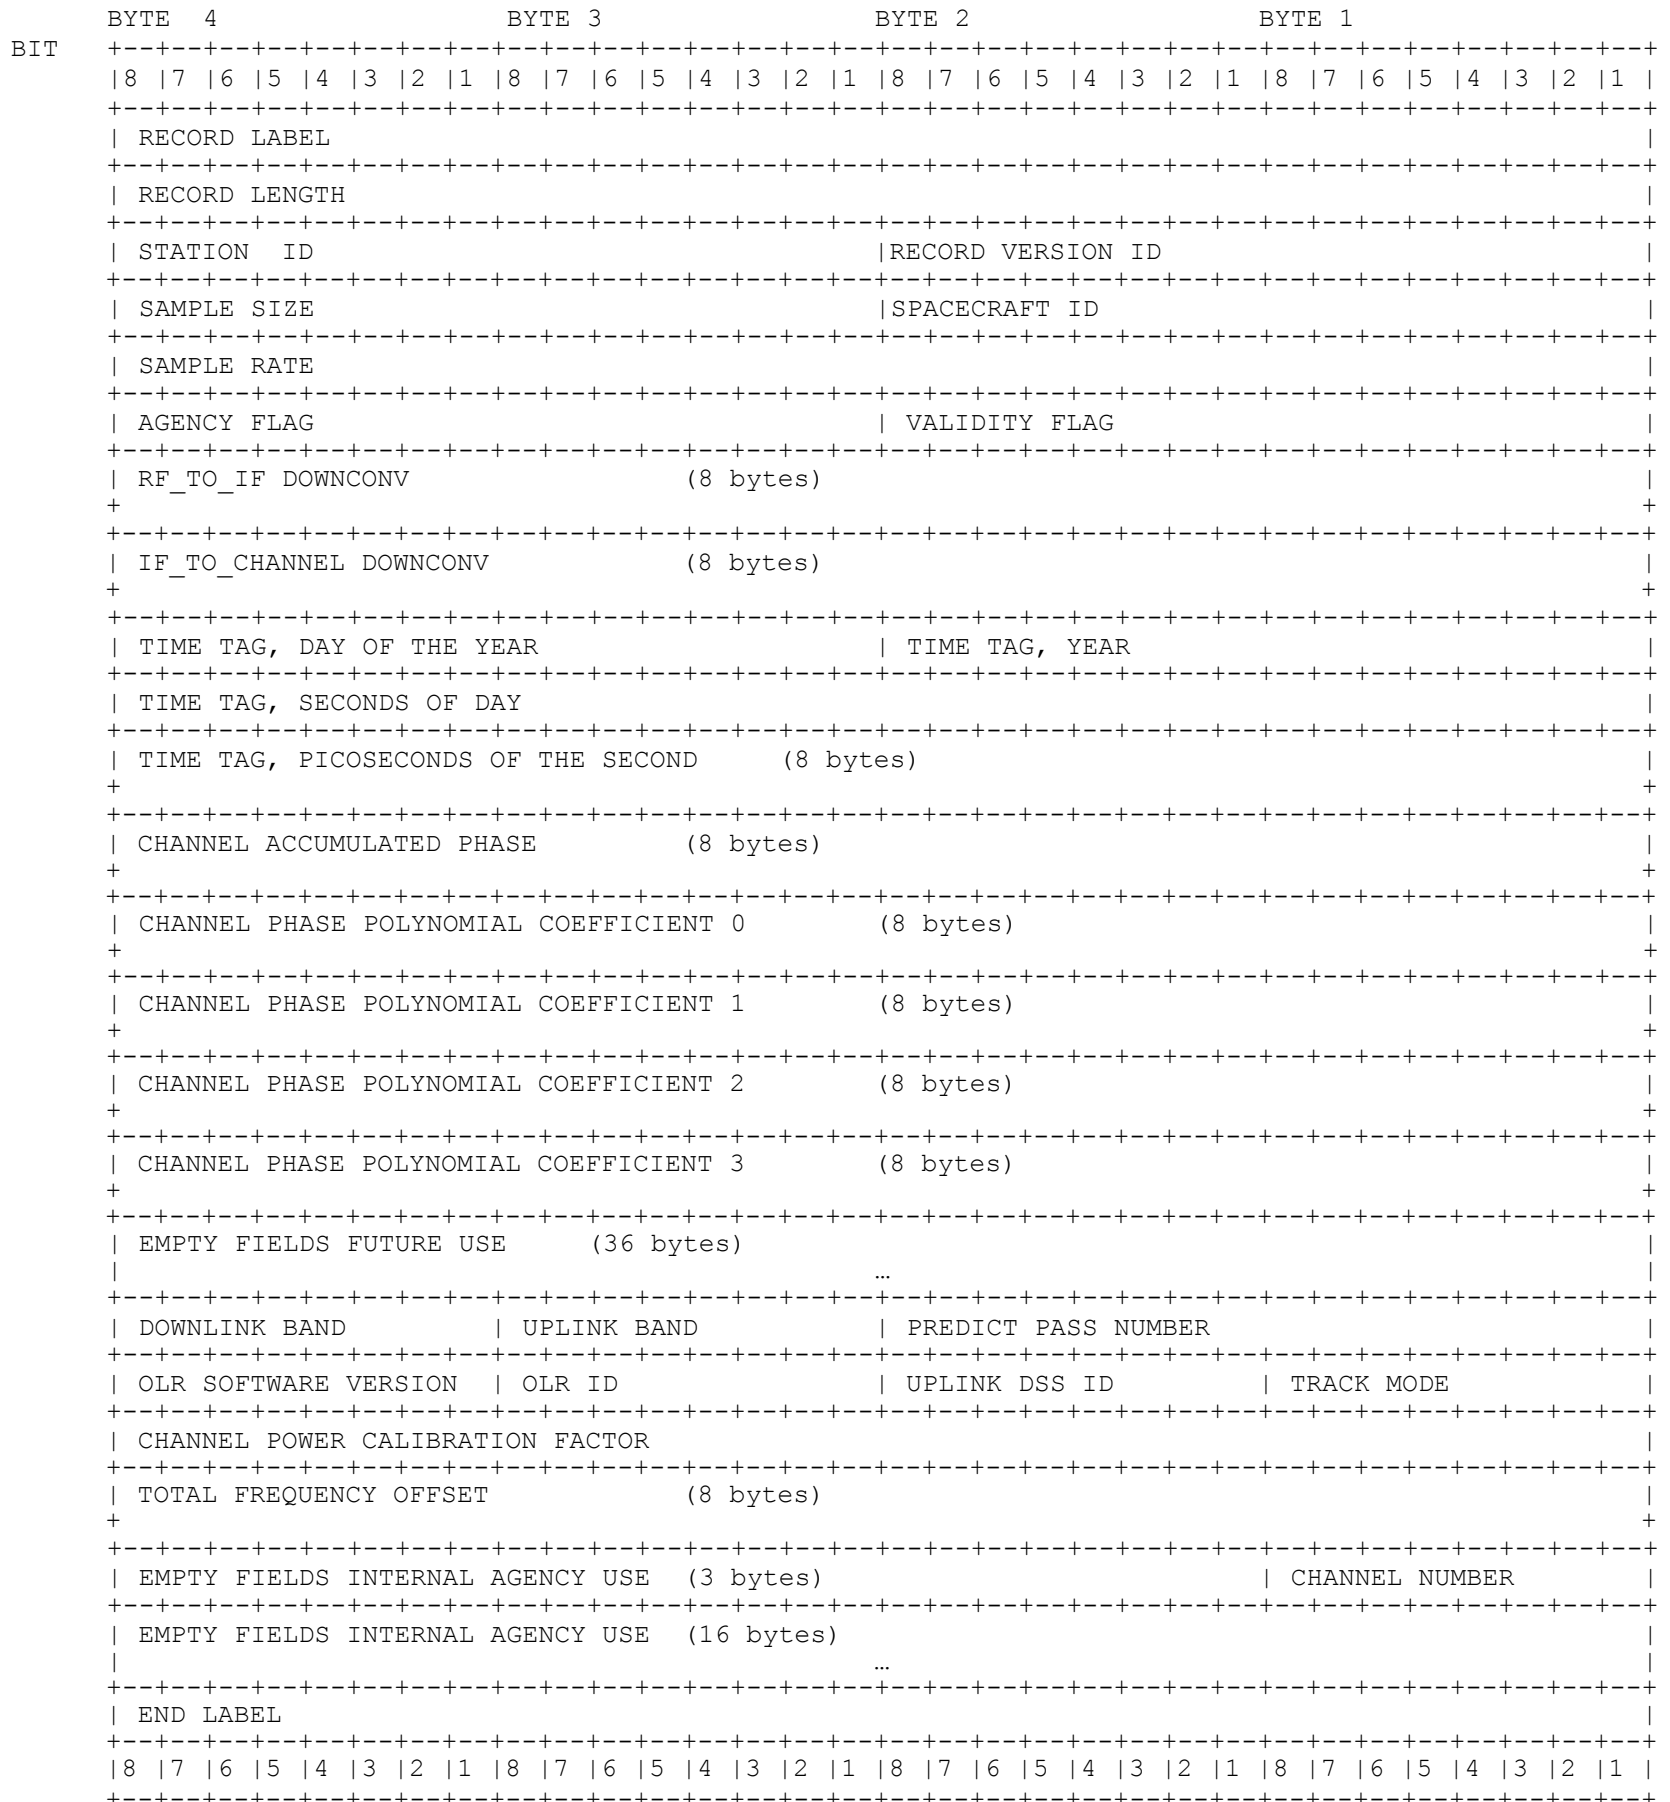 BYTE 4 BYTE 3 BYTE 2 BYTE 1
BIT +--+--+--+--+--+--+--+--+--+--+--+--+--+--+--+--+--+--+--+--+--+--+--+--+--+--+--+--+--+--+--+--+
|8 |7 |6 |5 |4 |3 |2 |1 |8 |7 |6 |5 |4 |3 |2 |1 |8 |7 |6 |5 |4 |3 |2 |1 |8 |7 |6 |5 |4 |3 |2 |1 |
+--+--+--+--+--+--+--+--+--+--+--+--+--+--+--+--+--+--+--+--+--+--+--+--+--+--+--+--+--+--+--+--+
| RECORD LABEL |
+--+--+--+--+--+--+--+--+--+--+--+--+--+--+--+--+--+--+--+--+--+--+--+--+--+--+--+--+--+--+--+--+
| RECORD LENGTH |
+--+--+--+--+--+--+--+--+--+--+--+--+--+--+--+--+--+--+--+--+--+--+--+--+--+--+--+--+--+--+--+--+
| STATION ID |RECORD VERSION ID |
+--+--+--+--+--+--+--+--+--+--+--+--+--+--+--+--+--+--+--+--+--+--+--+--+--+--+--+--+--+--+--+--+
| SAMPLE SIZE |SPACECRAFT ID |
+--+--+--+--+--+--+--+--+--+--+--+--+--+--+--+--+--+--+--+--+--+--+--+--+--+--+--+--+--+--+--+--+
| SAMPLE RATE |
+--+--+--+--+--+--+--+--+--+--+--+--+--+--+--+--+--+--+--+--+--+--+--+--+--+--+--+--+--+--+--+--+
| AGENCY FLAG | VALIDITY FLAG |
+--+--+--+--+--+--+--+--+--+--+--+--+--+--+--+--+--+--+--+--+--+--+--+--+--+--+--+--+--+--+--+--+
| RF_TO_IF DOWNCONV (8 bytes) |
+ +
+--+--+--+--+--+--+--+--+--+--+--+--+--+--+--+--+--+--+--+--+--+--+--+--+--+--+--+--+--+--+--+--+
| IF_TO_CHANNEL DOWNCONV (8 bytes) |
+ +
+--+--+--+--+--+--+--+--+--+--+--+--+--+--+--+--+--+--+--+--+--+--+--+--+--+--+--+--+--+--+--+--+
| TIME TAG, DAY OF THE YEAR | TIME TAG, YEAR |
+--+--+--+--+--+--+--+--+--+--+--+--+--+--+--+--+--+--+--+--+--+--+--+--+--+--+--+--+--+--+--+--+
| TIME TAG, SECONDS OF DAY |
+--+--+--+--+--+--+--+--+--+--+--+--+--+--+--+--+--+--+--+--+--+--+--+--+--+--+--+--+--+--+--+--+
| TIME TAG, PICOSECONDS OF THE SECOND (8 bytes) |
+ +
+--+--+--+--+--+--+--+--+--+--+--+--+--+--+--+--+--+--+--+--+--+--+--+--+--+--+--+--+--+--+--+--+
| CHANNEL ACCUMULATED PHASE (8 bytes) |
+ +
+--+--+--+--+--+--+--+--+--+--+--+--+--+--+--+--+--+--+--+--+--+--+--+--+--+--+--+--+--+--+--+--+
| CHANNEL PHASE POLYNOMIAL COEFFICIENT 0 (8 bytes) |
+ +
+--+--+--+--+--+--+--+--+--+--+--+--+--+--+--+--+--+--+--+--+--+--+--+--+--+--+--+--+--+--+--+--+
| CHANNEL PHASE POLYNOMIAL COEFFICIENT 1 (8 bytes) |
+ +
+--+--+--+--+--+--+--+--+--+--+--+--+--+--+--+--+--+--+--+--+--+--+--+--+--+--+--+--+--+--+--+--+
| CHANNEL PHASE POLYNOMIAL COEFFICIENT 2 (8 bytes) |
+ +
+--+--+--+--+--+--+--+--+--+--+--+--+--+--+--+--+--+--+--+--+--+--+--+--+--+--+--+--+--+--+--+--+
| CHANNEL PHASE POLYNOMIAL COEFFICIENT 3 (8 bytes) |
+ +
+--+--+--+--+--+--+--+--+--+--+--+--+--+--+--+--+--+--+--+--+--+--+--+--+--+--+--+--+--+--+--+--+
| EMPTY FIELDS FUTURE USE (36 bytes) |
| … |
+--+--+--+--+--+--+--+--+--+--+--+--+--+--+--+--+--+--+--+--+--+--+--+--+--+--+--+--+--+--+--+--+
| DOWNLINK BAND | UPLINK BAND | PREDICT PASS NUMBER |
+--+--+--+--+--+--+--+--+--+--+--+--+--+--+--+--+--+--+--+--+--+--+--+--+--+--+--+--+--+--+--+--+
| OLR SOFTWARE VERSION | OLR ID | UPLINK DSS ID | TRACK MODE |
+--+--+--+--+--+--+--+--+--+--+--+--+--+--+--+--+--+--+--+--+--+--+--+--+--+--+--+--+--+--+--+--+
| CHANNEL POWER CALIBRATION FACTOR |
+--+--+--+--+--+--+--+--+--+--+--+--+--+--+--+--+--+--+--+--+--+--+--+--+--+--+--+--+--+--+--+--+
| TOTAL FREQUENCY OFFSET (8 bytes) |
+ +
+--+--+--+--+--+--+--+--+--+--+--+--+--+--+--+--+--+--+--+--+--+--+--+--+--+--+--+--+--+--+--+--+
| EMPTY FIELDS INTERNAL AGENCY USE (3 bytes) | CHANNEL NUMBER |
+--+--+--+--+--+--+--+--+--+--+--+--+--+--+--+--+--+--+--+--+--+--+--+--+--+--+--+--+--+--+--+--+
| EMPTY FIELDS INTERNAL AGENCY USE (16 bytes) |
| … |
+--+--+--+--+--+--+--+--+--+--+--+--+--+--+--+--+--+--+--+--+--+--+--+--+--+--+--+--+--+--+--+--+
| END LABEL |
+--+--+--+--+--+--+--+--+--+--+--+--+--+--+--+--+--+--+--+--+--+--+--+--+--+--+--+--+--+--+--+--+
|8 |7 |6 |5 |4 |3 |2 |1 |8 |7 |6 |5 |4 |3 |2 |1 |8 |7 |6 |5 |4 |3 |2 |1 |8 |7 |6 |5 |4 |3 |2 |1 |
+--+--+--+--+--+--+--+--+--+--+--+--+--+--+--+--+--+--+--+--+--+--+--+--+--+--+--+--+--+--+--+--+